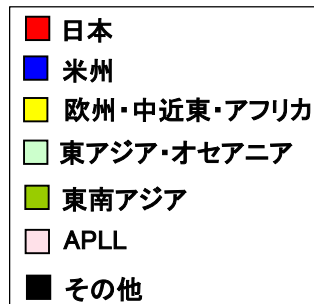 日本
米州
欧州・中近東・アフリカ
東アジア・オセアニア
東南アジア
APLL
その他